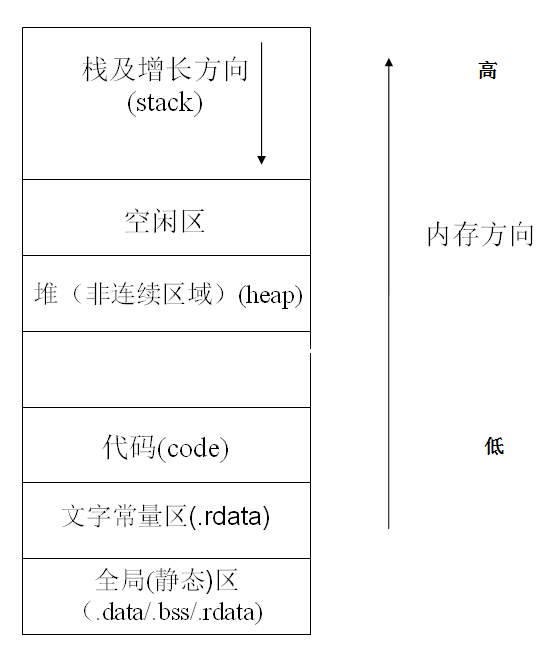 栈及增长方向
(stack)
高
空闲区
内存方向
堆（非连续区域）(heap)
代码(code)
低
文字常量区(.rdata)
全局(静态)区
（.data/.bss/.rdata)